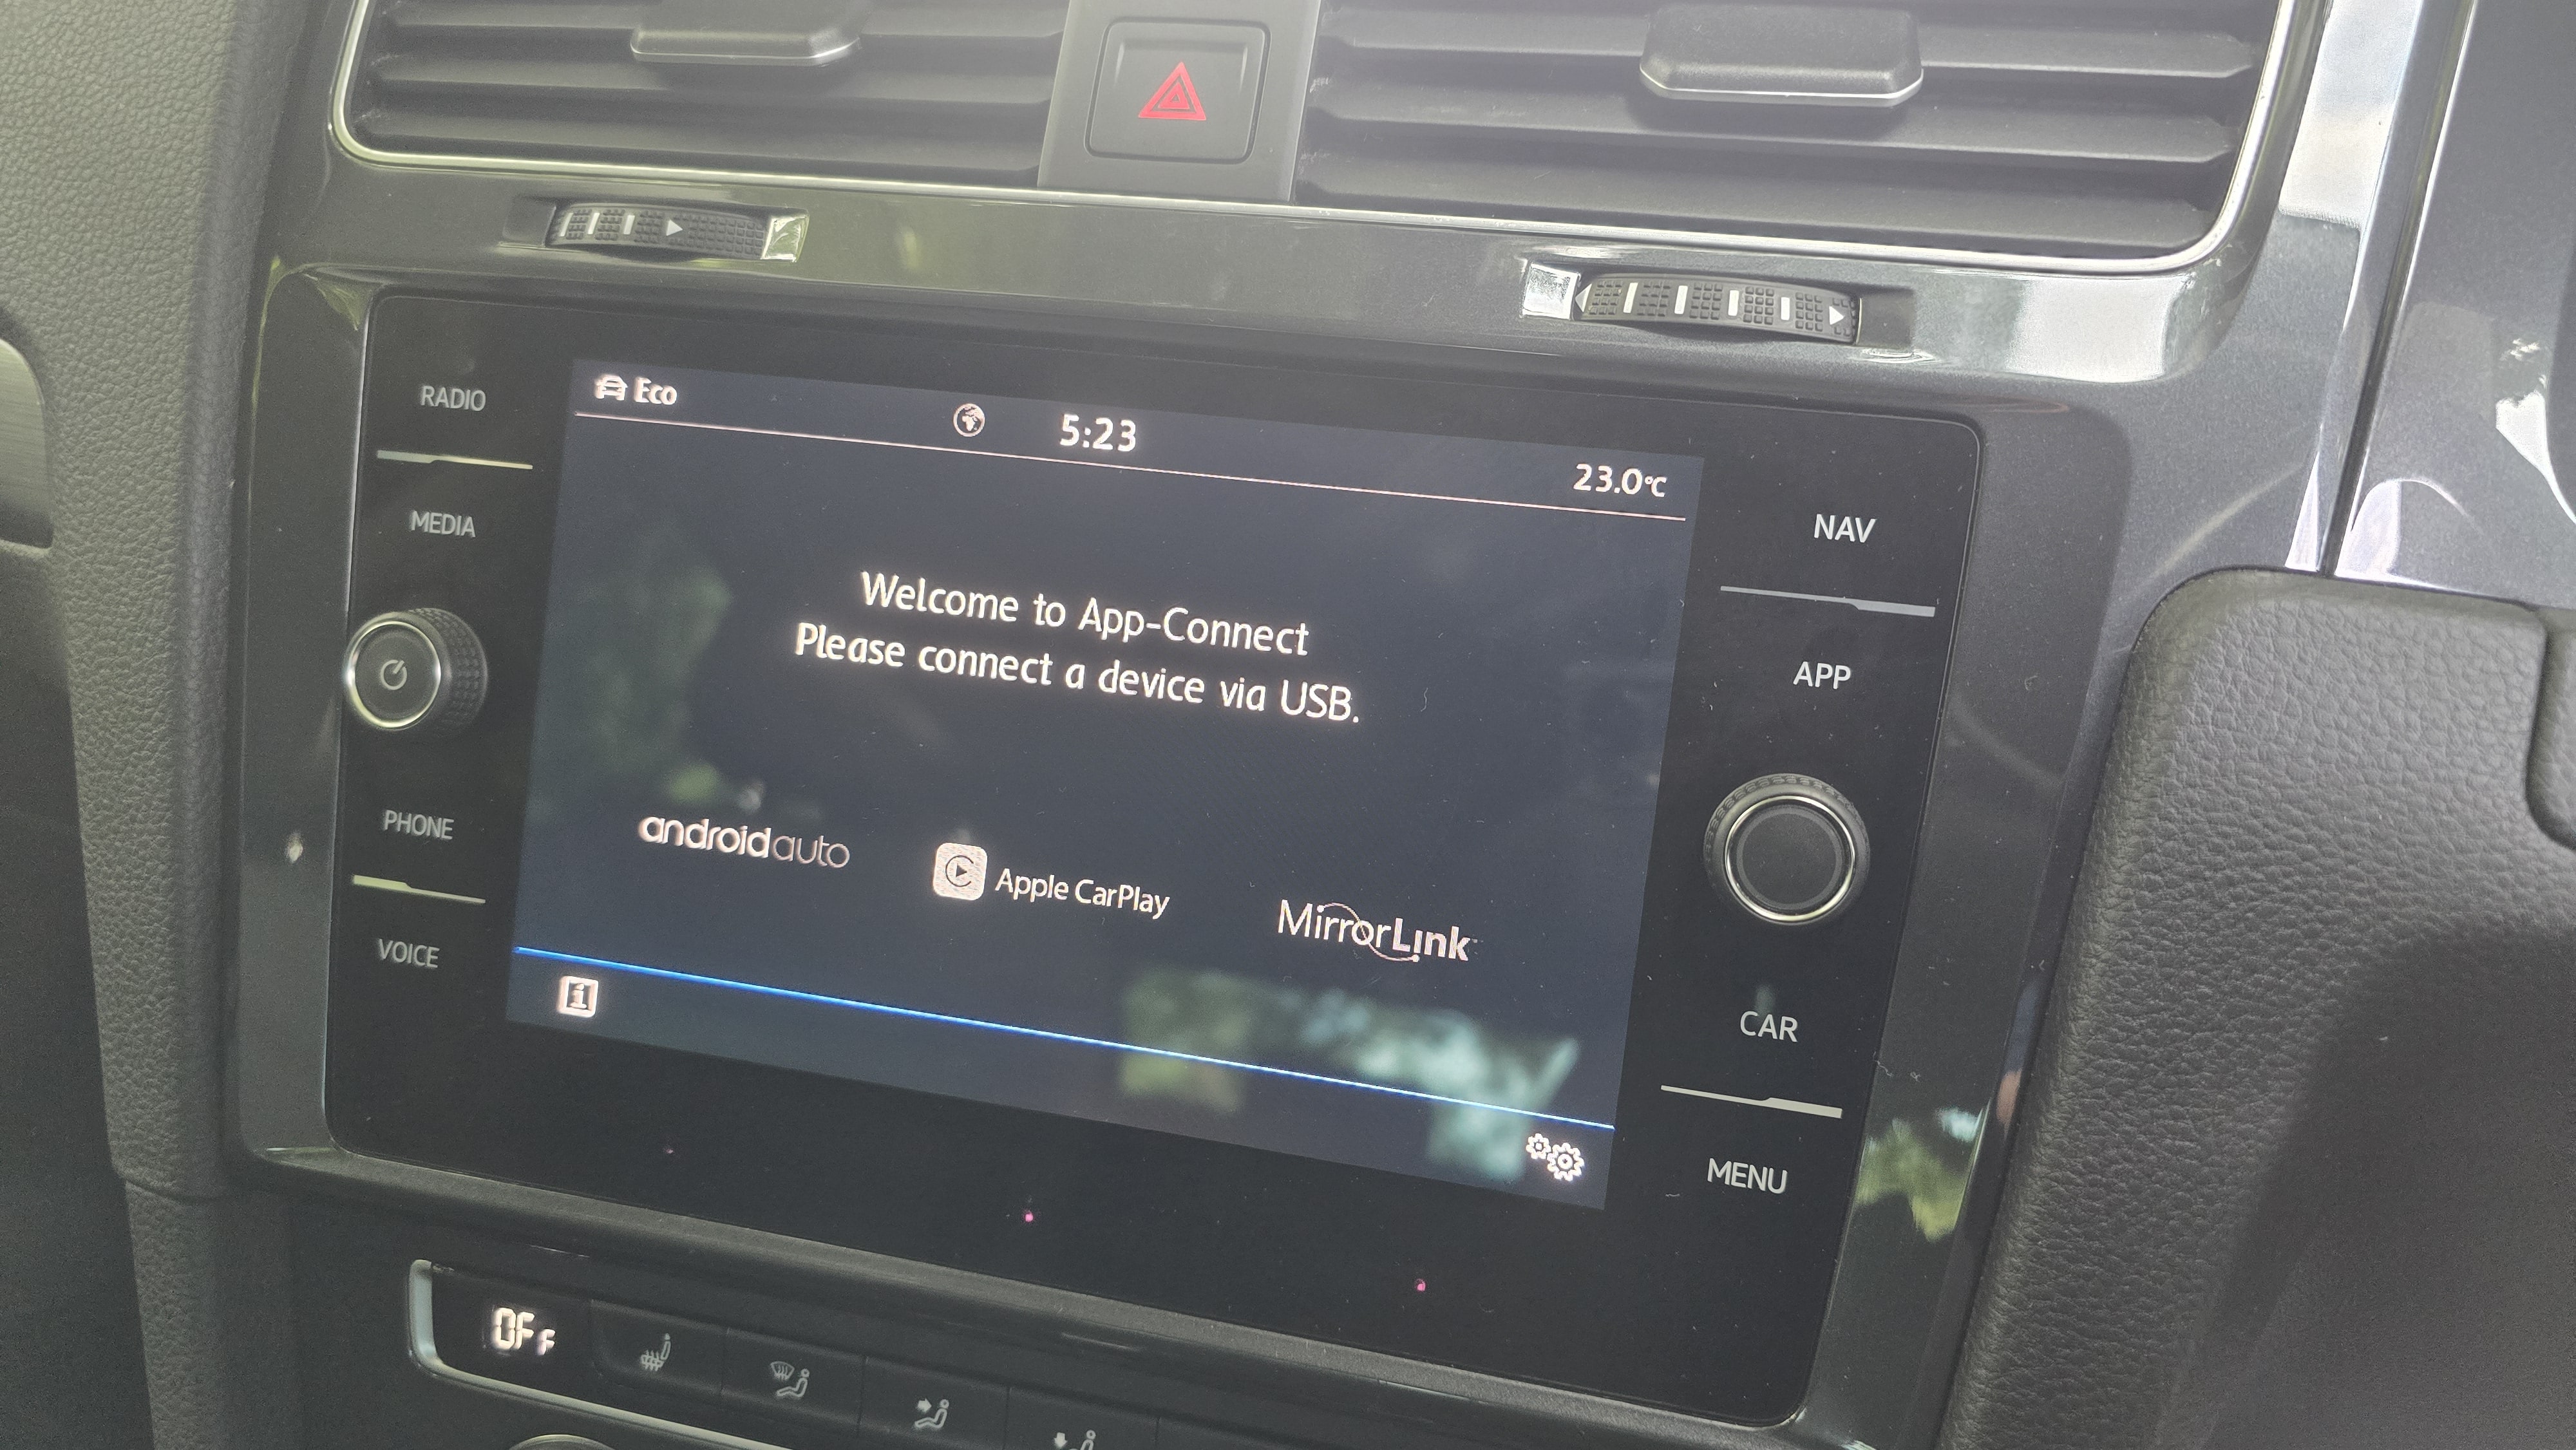 RADIO
MEDIA
PHONE
VOICE
Eco
5:23
23.0°C
Welcome to App-Connect
Please connect a device via USB.
androidauto
Apple CarPlay
MirrorLink
NAV
APP
CAR
MENU
OFF